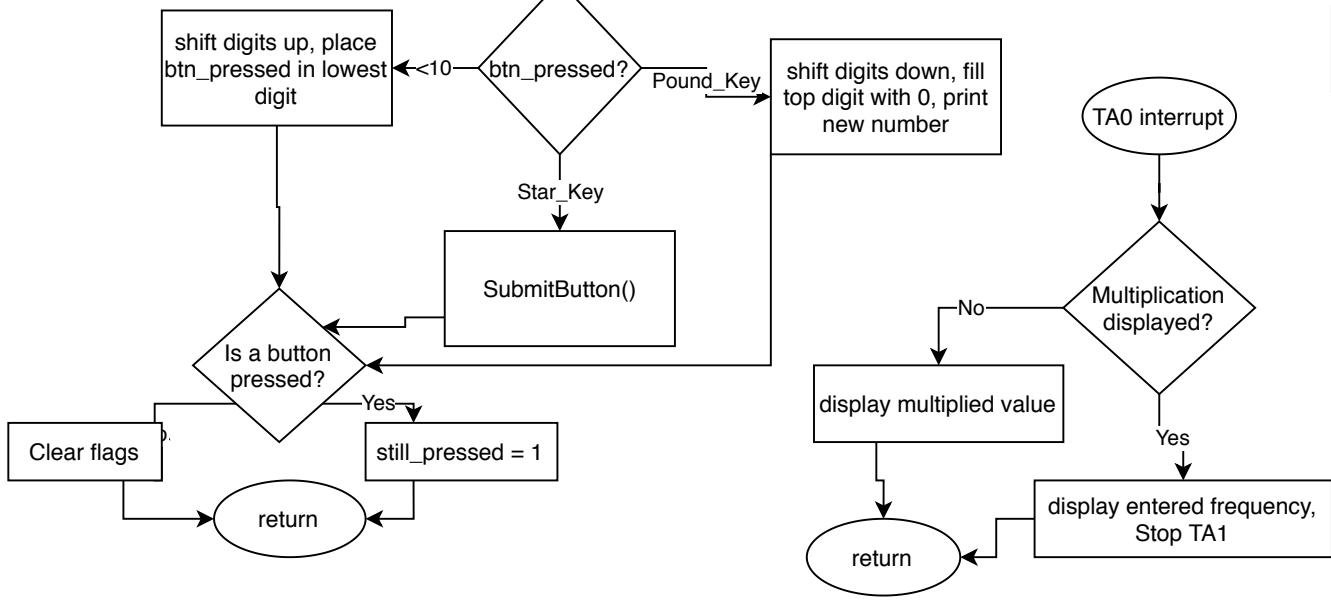 shift digits up, place
btn_pressed in lowest
digit
<10
btn_pressed?
Pound_Key
shift digits down, fill
top digit with 0, print
new number
Star_Key
SubmitButton()
Is a button
pressed?
Yes
Clear flags
still_pressed = 1
return
TA0 interrupt
Multiplication
displayed?
No
display multiplied value
Yes
display entered frequency,
Stop TA1
return